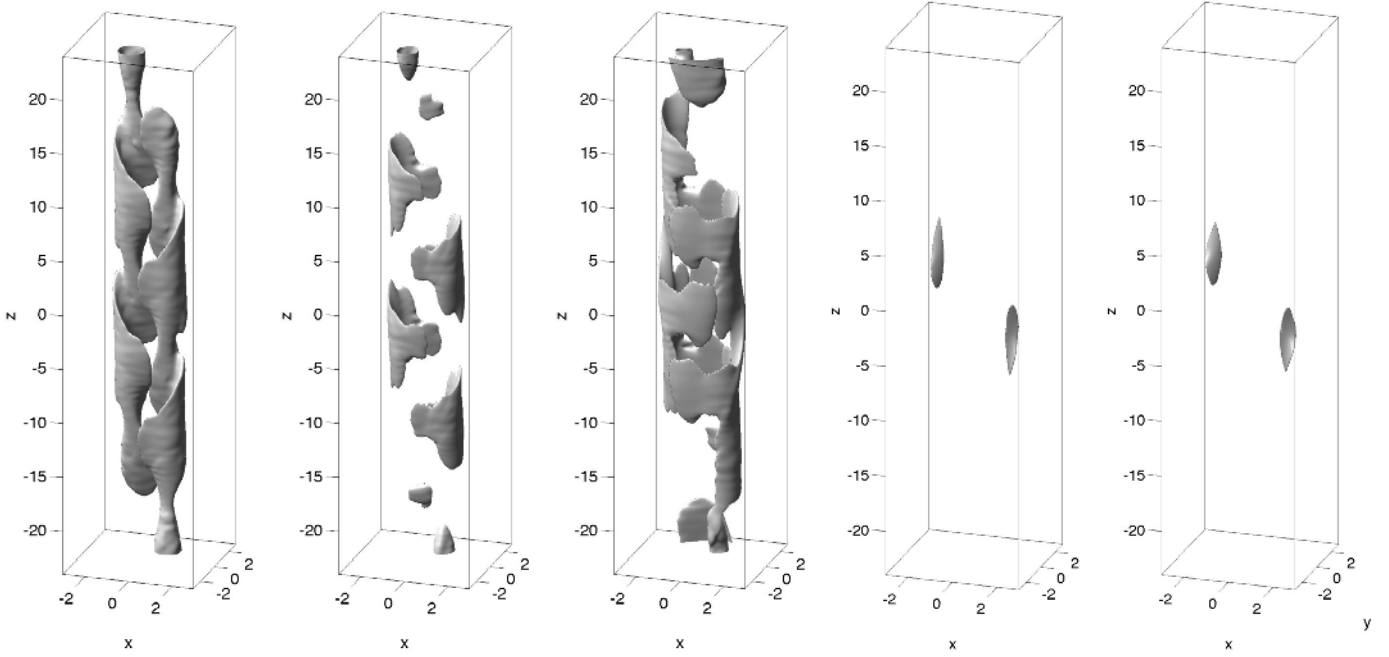 20 20 20 20 20
15 15 15 15 15
10 10 10 10 10
5 5 5 5 5
z 0 z 0 z 0 z 0 z 0
-5 -5 -5 -5 -5
-10 -10 -10 -10 -10
-15 -15 -15 -15 -15
-20 -20 -20 -20 -20
-2 0 2 -2 0 2 -2 0 2 -2 0 2 -2 0 2 -2 0 2 -2 0 2 -2 0 2 -2 0 2 -2 0 2
x x x x x y